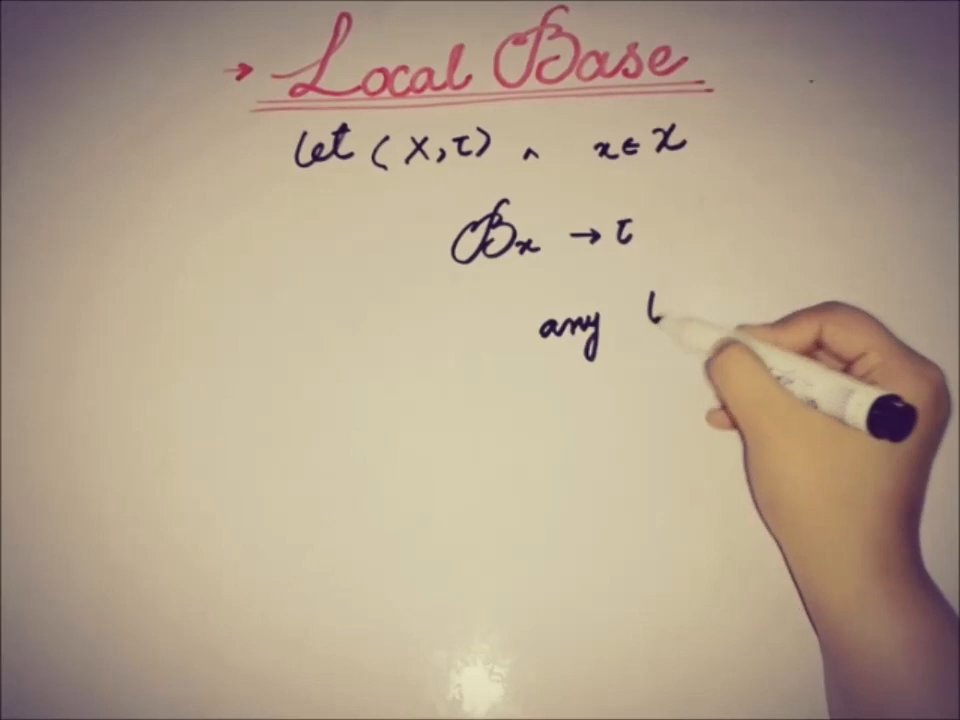 → Local Base
Let (X, τ) ^ x ∈ X
Bx → τ
any